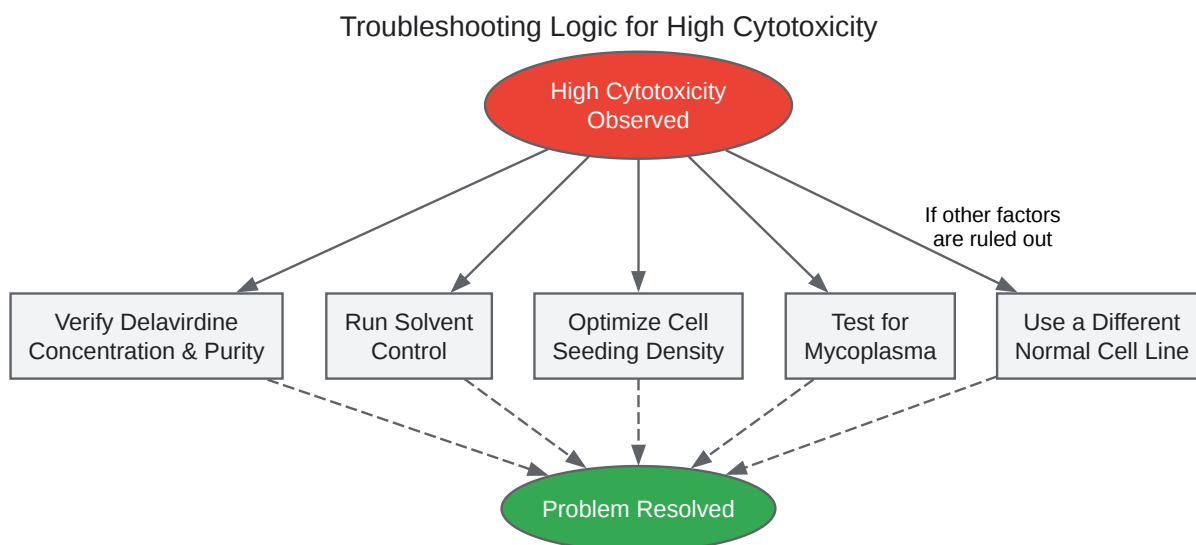 Troubleshooting Logic for High Cytotoxicity
High Cytotoxicity
Observed
If other factors
are ruled out
Verify Delavirdine
Concentration & Purity
Run Solvent
Control
Optimize Cell
Seeding Density
Test for
Mycoplasma
Use a Different
Normal Cell Line
Problem Resolved